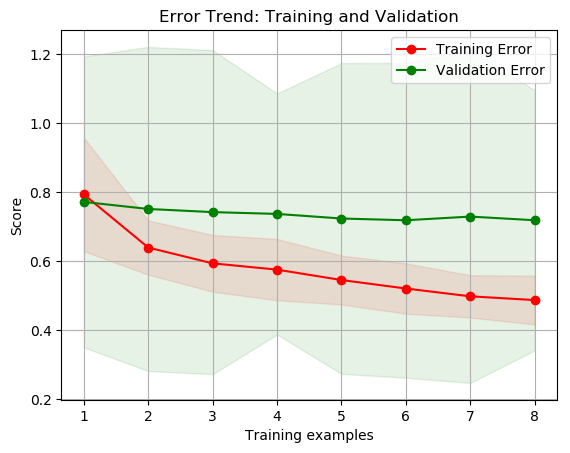 Error Trend: Training and Validation
Training Error
Validation Error
1.2
1.0
0.8
0.6
0.4
0.2
Score
1 2 3 4 5 6 7 8
Training examples